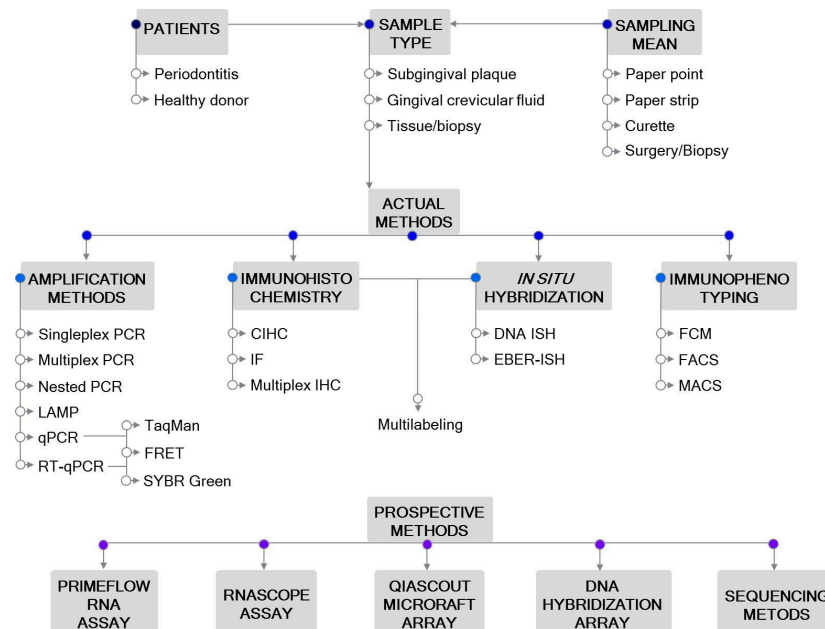 PATIENTS
Periodontitis
Healthy donor
SAMPLE
TYPE
Subgingival plaque
Gingival crevicular fluid
Tissue/biopsy
SAMPLING
MEAN
Paper point
Paper strip
Curette
Surgery/Biopsy
ACTUAL
METHODS
AMPLIFICATION
METHODS
Singleplex PCR
Multiplex PCR
Nested PCR
LAMP
qPCR
RT-qPCR
TaqMan
FRET
SYBR Green
IMMUNOHISTO
CHEMISTRY
CIHC
IF
Multiplex IHC
Multilabeling
IN SITU
HYBRIDIZATION
DNA ISH
EBER-ISH
IMMUNOPHENO
TYPING
FCM
FACS
MACS
PROSPECTIVE
METHODS
PRIMEFLOW
RNA
ASSAY
RNASCOPE
ASSAY
QIASCOUT
MICRORAFT
ARRAY
DNA
HYBRIDIZATION
ARRAY
SEQUENCING
METODS